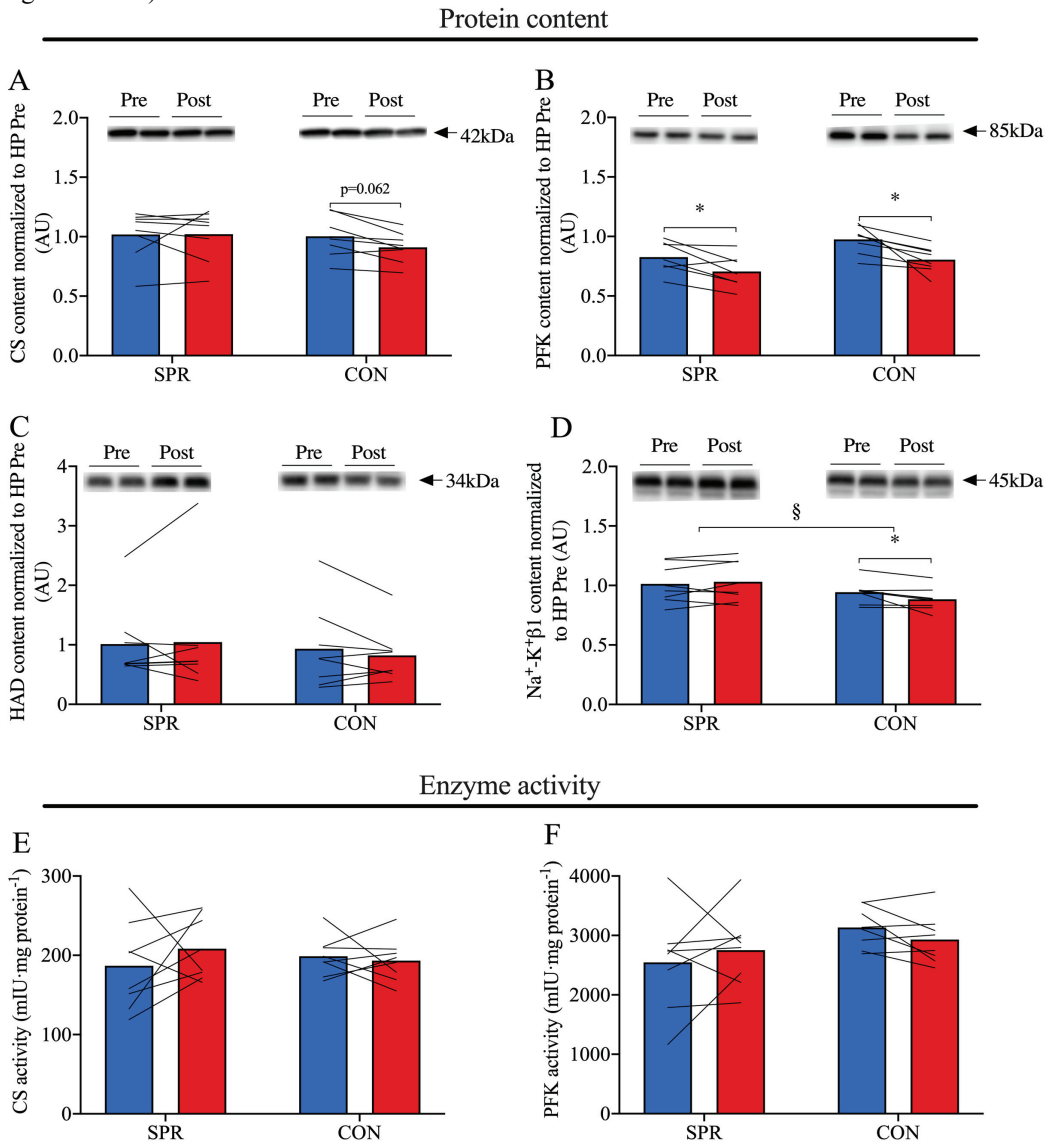 Protein content
A
B
Pre Post Pre Post
42kDa
p=0.062
CS content normalized to HP Pre
(AU)
2.0
1.5
1.0
0.5
0.0
SPR CON
Pre Post Pre Post
85kDa
*
*
PFK content normalized to HP Pre
(AU)
2.0
1.5
1.0
0.5
0.0
SPR CON
C
D
Pre Post Pre Post
34kDa
HAD content normalized to HP Pre
(AU)
4
3
2
1
0
SPR CON
Pre Post Pre Post
45kDa
§
*
Na⁺-K⁺β1 content normalized
to HP Pre (AU)
2.0
1.5
1.0
0.5
0.0
SPR CON
Enzyme activity
E
F
CS activity (mIU·mg protein⁻¹)
300
200
100
0
SPR CON
PFK activity (mIU·mg protein⁻¹)
4000
3000
2000
1000
0
SPR CON